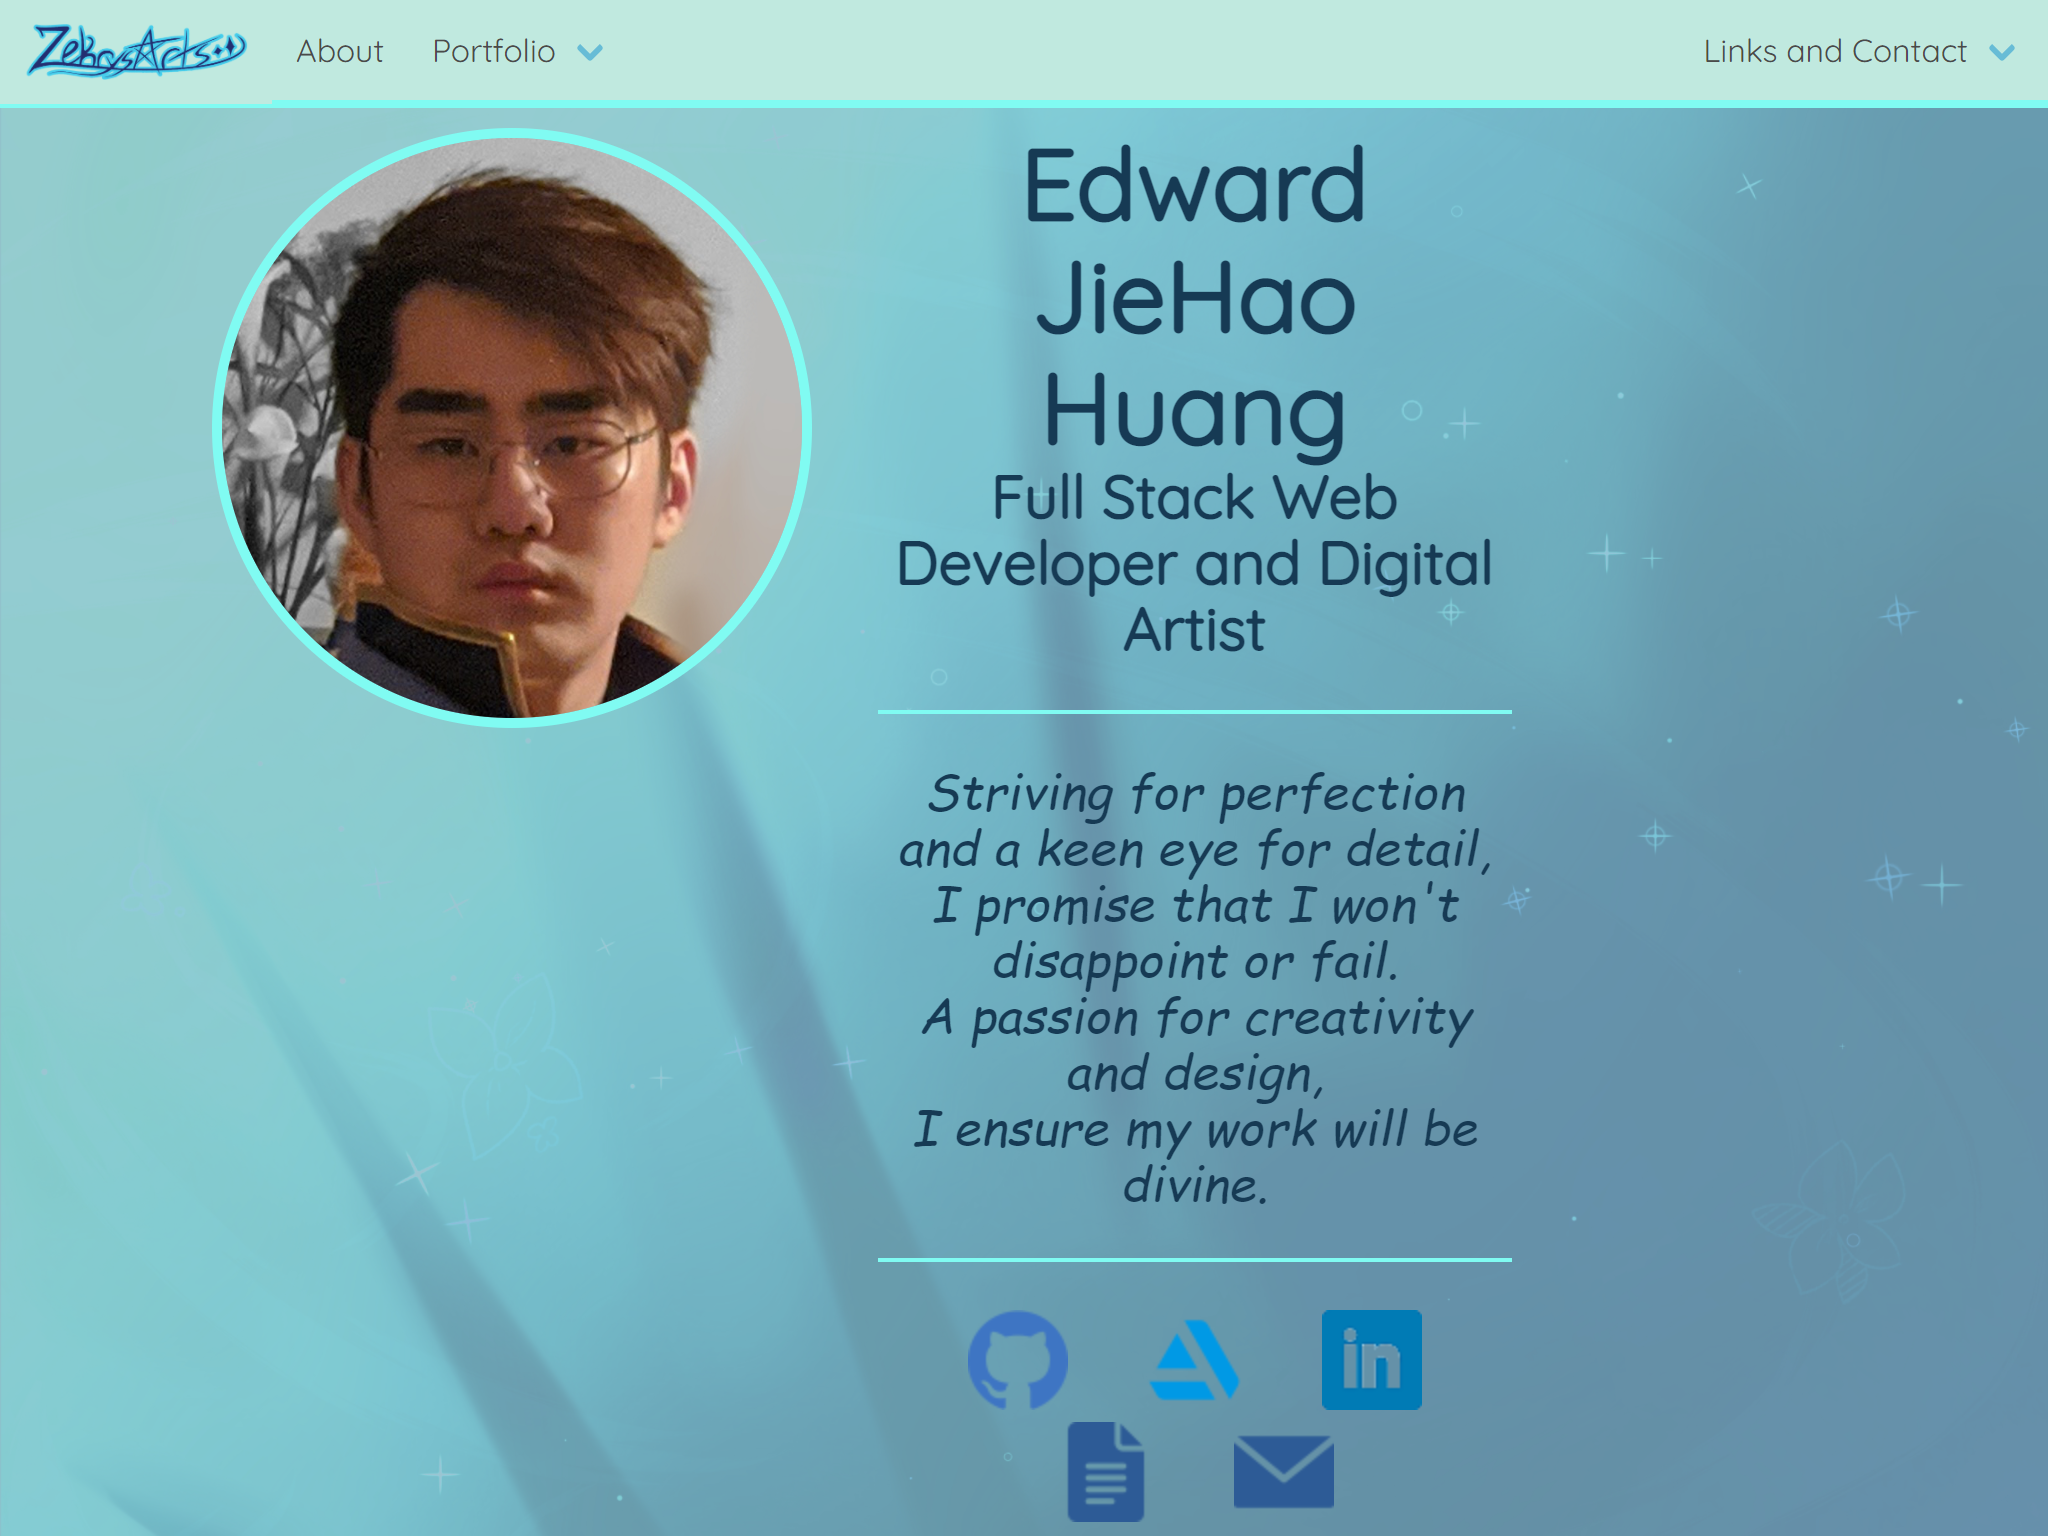 ZekrysArts
About
Portfolio
Links and Contact
Edward
JieHao
Huang
Full Stack Web
Developer and Digital
Artist
Striving for perfection
and a keen eye for detail,
I promise that I won't
disappoint or fail.
A passion for creativity
and design,
I ensure my work will be
divine.
in